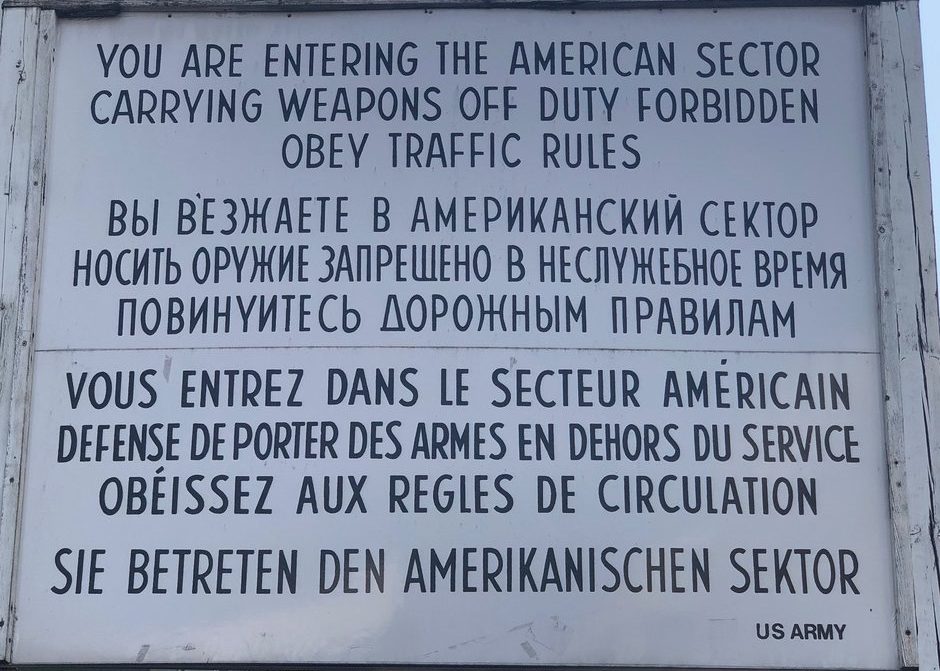 YOU ARE ENTERING THE AMERICAN SECTOR
CARRYING WEAPONS OFF DUTY FORBIDDEN
OBEY TRAFFIC RULES
ВЫ В'ЕЗЖАЕТЕ В АМЕРИКАНСКИЙ СЕКТОР
НОСИТЬ ОРУЖИЕ ЗАПРЕЩЕНО В НЕСЛУЖЕБНОЕ ВРЕМЯ
ПОВИНУИТЕСЬ ДОРОЖНЫМ ПРАВИЛАМ
VOUS ENTREZ DANS LE SECTEUR AMÉRICAIN
DEFENSE DE PORTER DES ARMES EN DEHORS DU SERVICE
OBÉISSEZ AUX REGLES DE CIRCULATION
SIE BETRETEN DEN AMERIKANISCHEN SEKTOR
US ARMY